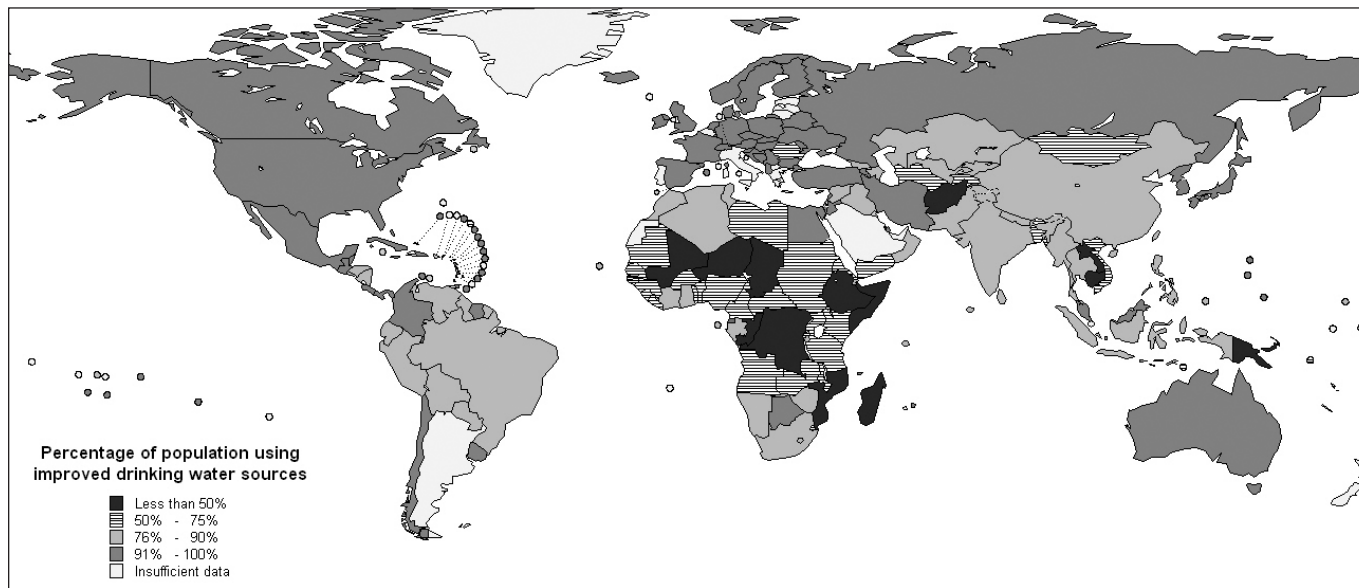 Percentage of population using
improved drinking water sources
Less than 50%
50% - 75%
76% - 90%
91% - 100%
Insufficient data